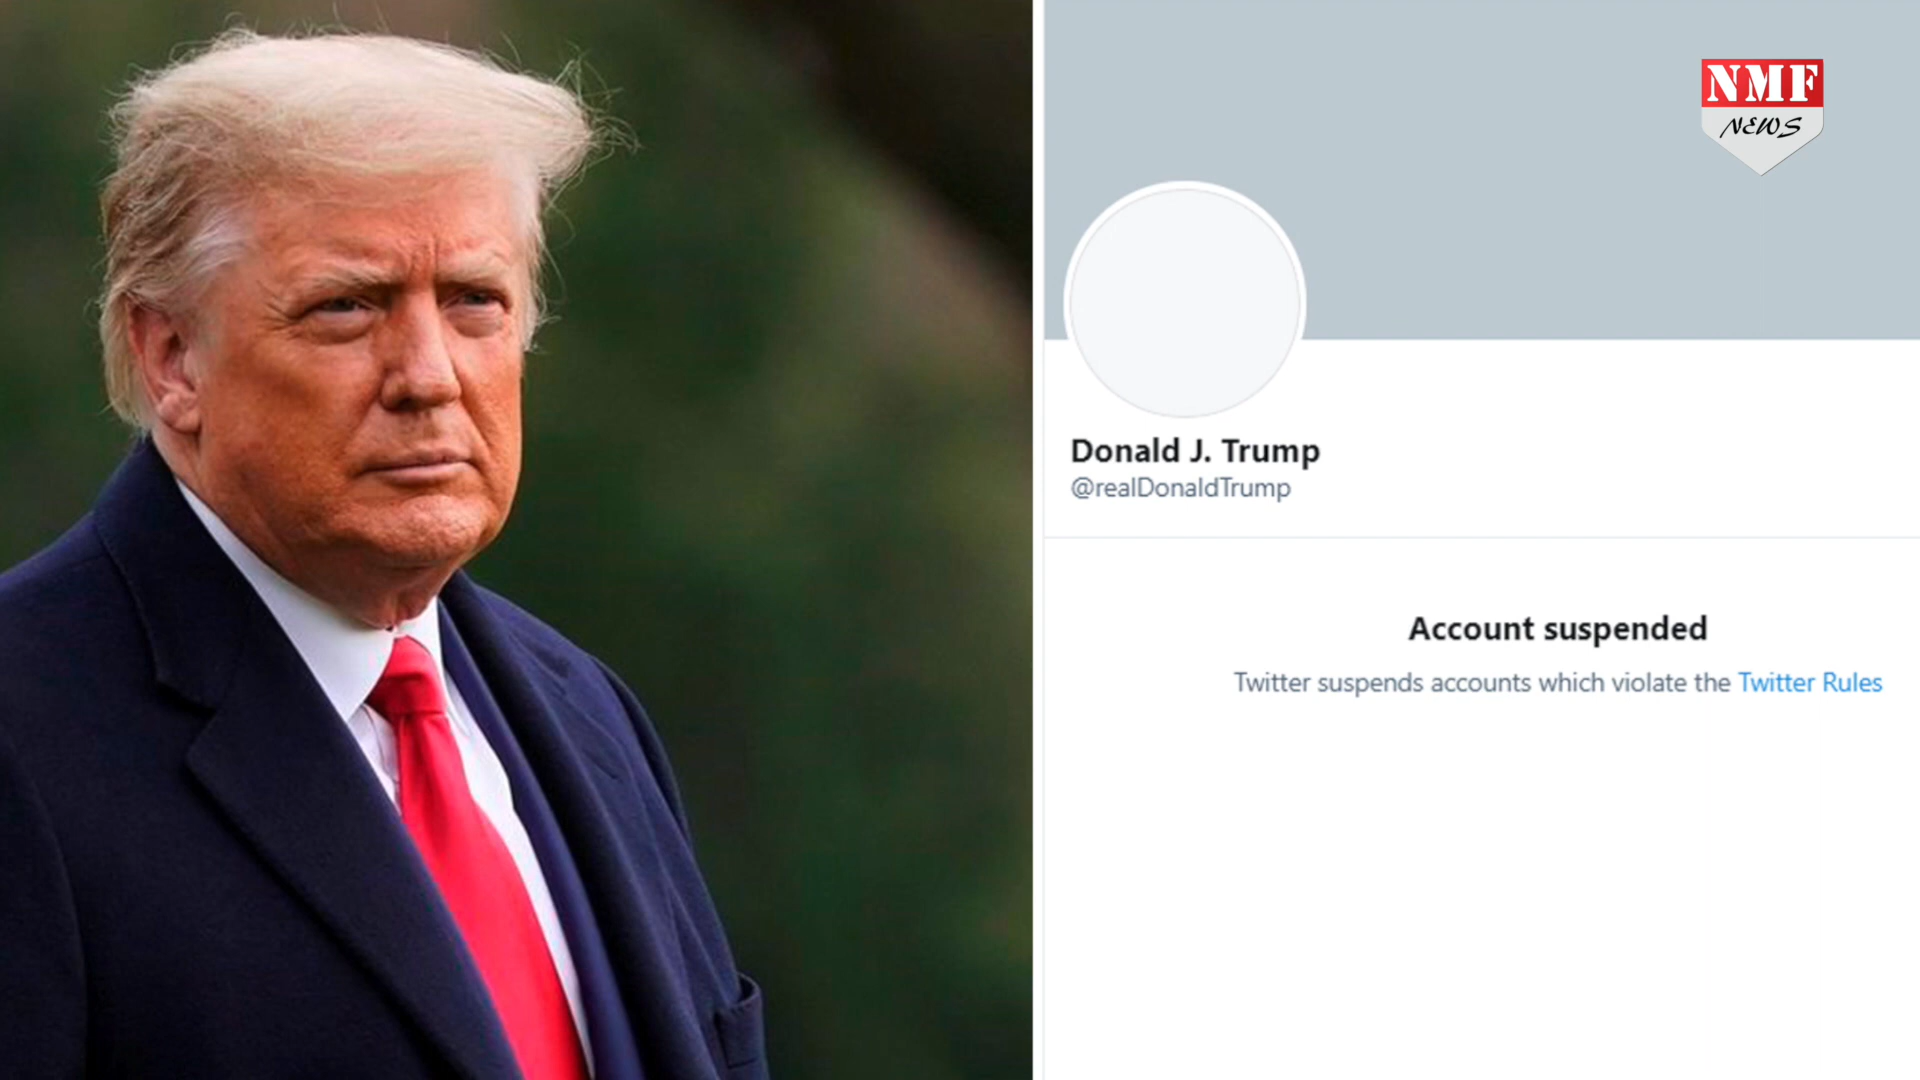 NMF
NEWS
Donald J. Trump
@realDonaldTrump
Account suspended
Twitter suspends accounts which violate the Twitter Rules